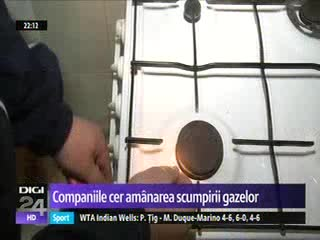 22:12
Companiile cer amânarea scumpirii gazelor
DIGI
24
HD
Sport
WTA Indian Wells: P. Ţig - M. Duque-Marino 4-6, 6-0, 4-6